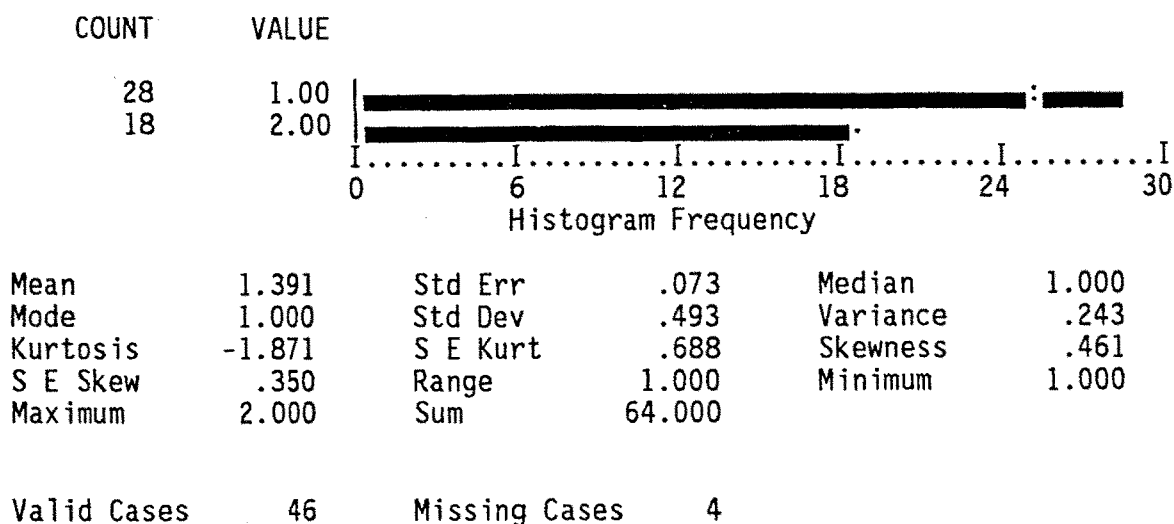 COUNT VALUE
28 1.00
18 2.00
I.........I.........I.........I.........I.........I
0 6 12 18 24 30
Histogram Frequency
Mean 1.391 Std Err .073 Median 1.000
Mode 1.000 Std Dev .493 Variance .243
Kurtosis -1.871 S E Kurt .688 Skewness .461
S E Skew .350 Range 1.000 Minimum 1.000
Maximum 2.000 Sum 64.000
Valid Cases 46 Missing Cases 4